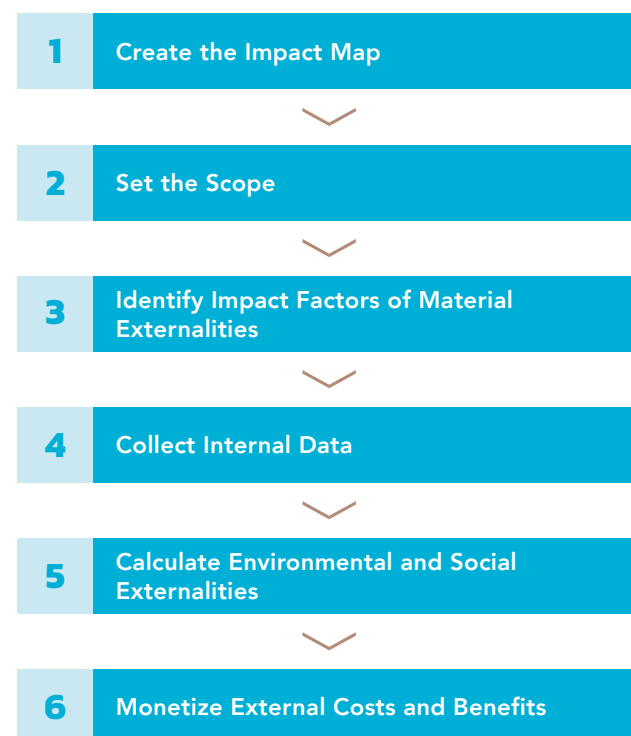 1
Create the Impact Map
2
Set the Scope
3
Identify Impact Factors of Material
Externalities
4
Collect Internal Data
5
Calculate Environmental and Social
Externalities
6
Monetize External Costs and Benefits